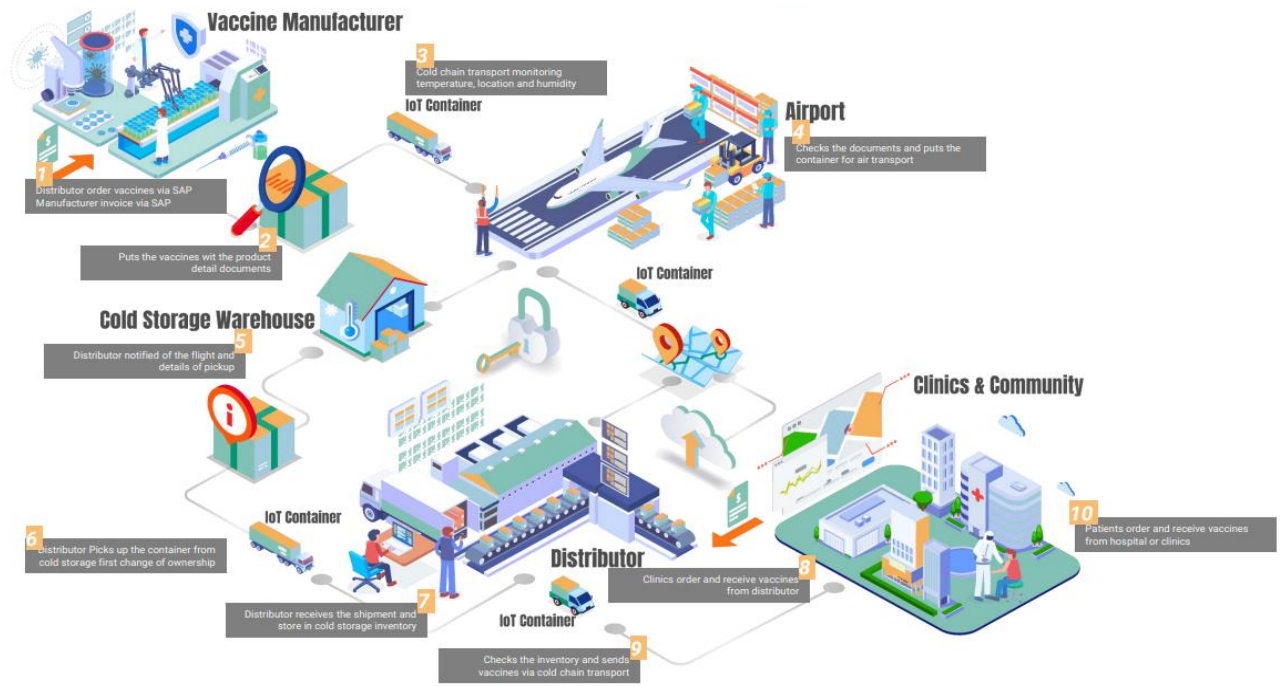 Vaccine Manufacturer
1
Distributor order vaccines via SAP
Manufacturer invoice via SAP
2
Puts the vaccines wit the product
detail documents
3
Cold chain transport monitoring
temperature, location and humidity
IoT Container
Airport
4
Checks the documents and puts the
container for air transport
IoT Container
Cold Storage Warehouse
5
Distributor notified of the flight and
details of pickup
Clinics & Community
6
Distributor Picks up the container from
cold storage first change of ownership
IoT Container
7
Distributor receives the shipment and
store in cold storage inventory
Distributor
IoT Container
8
Clinics order and receive vaccines
from distributor
9
Checks the inventory and sends
vaccines via cold chain transport
10
Patients order and receive vaccines
from hospital or clinics
$
$
i